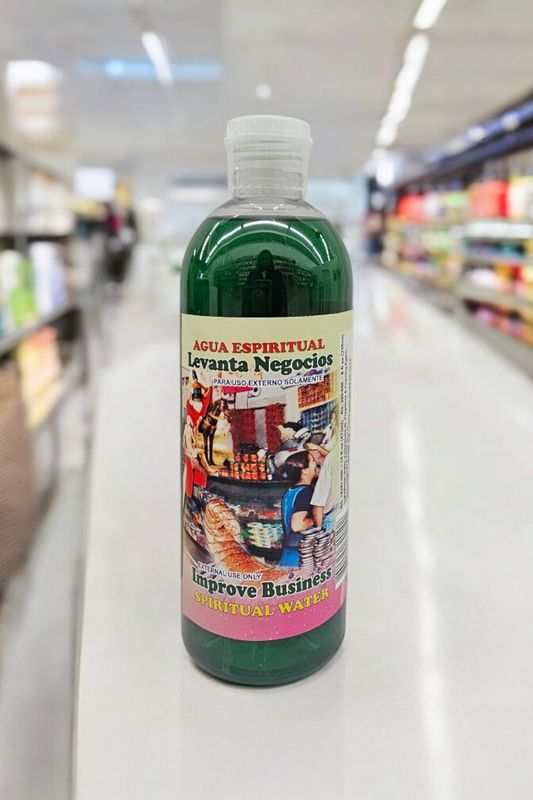 AGUA ESPIRITUAL
Levanta Negocios
PARA USO EXTERNO SOLAMENTE
EXTERNAL USE ONLY
Improve Business
SPIRITUAL WATER